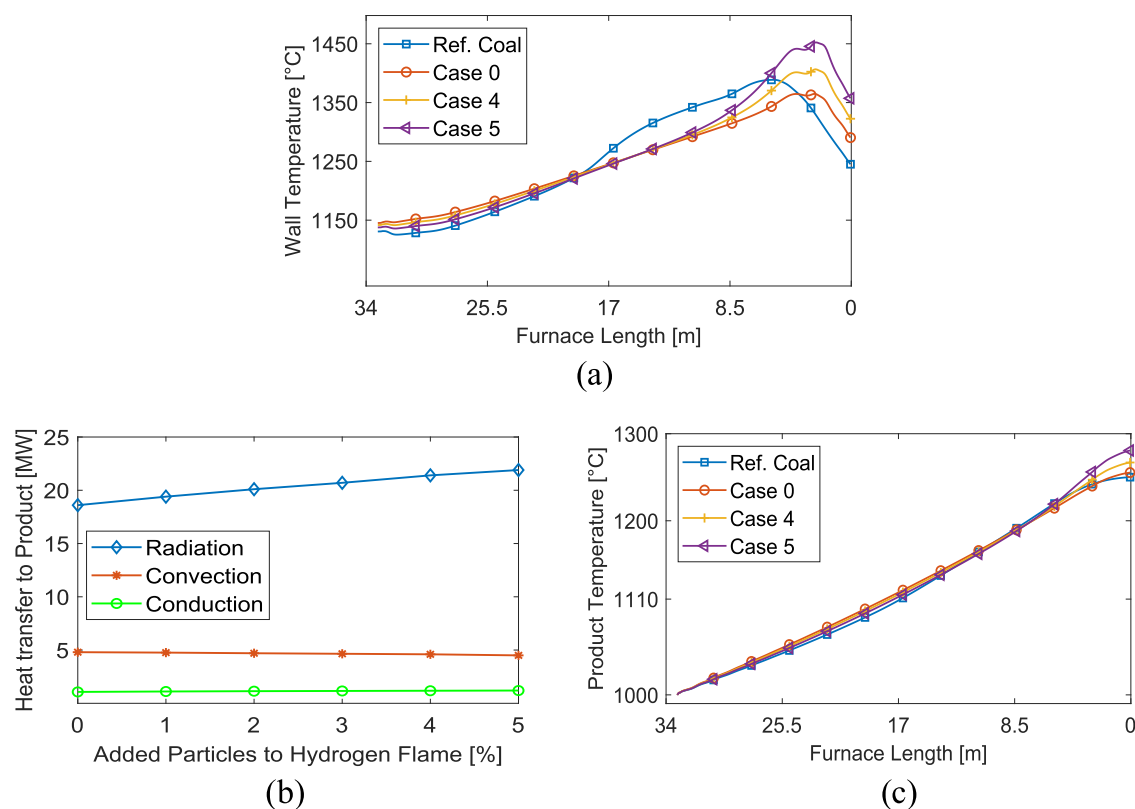 1450
1350
1250
1150
Wall Temperature [°C]
Ref. Coal
Case 0
Case 4
Case 5
34 25.5 17 8.5 0
Furnace Length [m]
(a)
25
20
15
10
5
Heat transfer to Product [MW]
Radiation
Convection
Conduction
0 1 2 3 4 5
Added Particles to Hydrogen Flame [%]
(b)
1300
1200
1110
1000
Product Temperature [°C]
Ref. Coal
Case 0
Case 4
Case 5
34 25.5 17 8.5 0
Furnace Length [m]
(c)